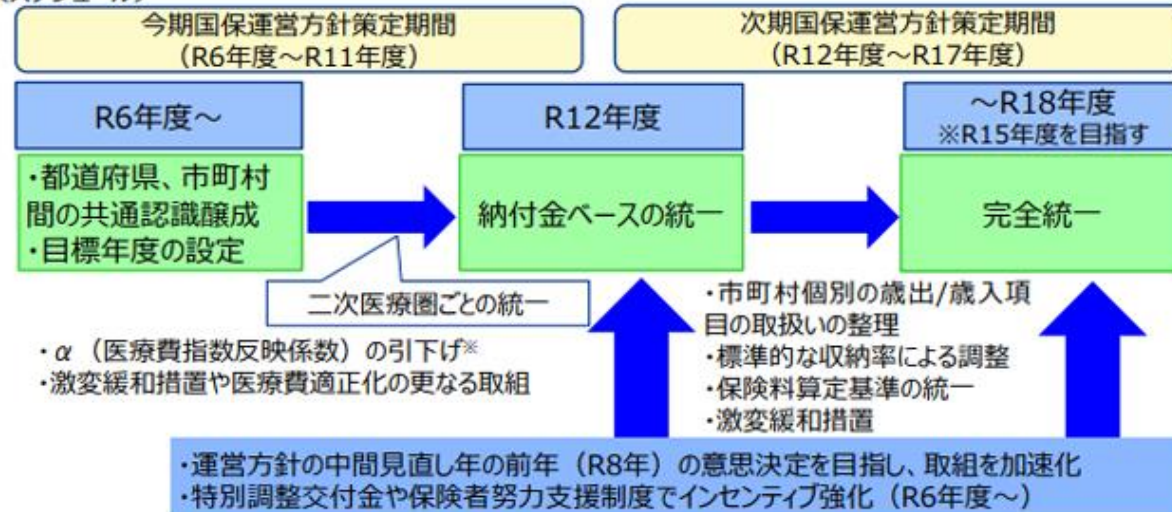 今期国保運営方針策定期間
（R6年度～R11年度）
次期国保運営方針策定期間
（R12年度～R17年度）
R6年度～
R12年度
～R18年度
※R15年度を目指す
・都道府県、市町村
間の共通認識醸成
・目標年度の設定
納付金ベースの統一
完全統一
二次医療圏ごとの統一
・α（医療費指数反映係数）の引下げ※
・激変緩和措置や医療費適正化の更なる取組
・市町村個別の歳出/歳入項
目の取扱いの整理
・標準的な収納率による調整
・保険料算定基準の統一
・激変緩和措置
・運営方針の中間見直し年の前年（R8年）の意思決定を目指し、取組を加速化
・特別調整交付金や保険者努力支援制度でインセンティブ強化（R6年度～）